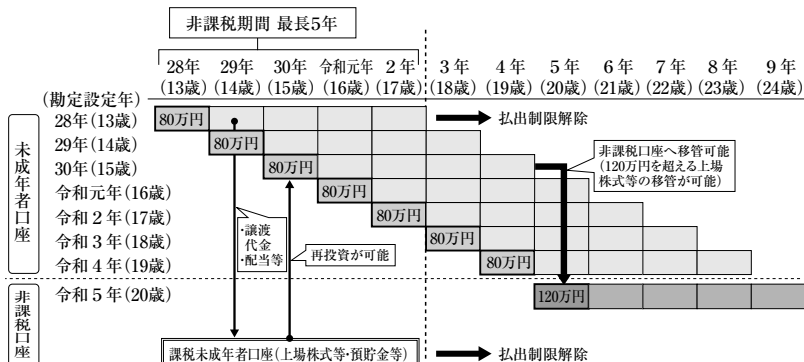 非課税期間 最長5年
28年 29年 30年 令和元年 2年 3年 4年 5年 6年 7年 8年 9年
(13歳) (14歳) (15歳) (16歳) (17歳) (18歳) (19歳) (20歳) (21歳) (22歳) (23歳) (24歳)
(勘定設定年)
未成年者口座
28年(13歳) 80万円 払出制限解除
29年(14歳) 80万円
30年(15歳) 80万円
非課税口座へ移管可能
(120万円を超える上場
株式等の移管が可能)
令和元年(16歳) 80万円
令和2年(17歳) 80万円
・譲渡
代金
・配当等
再投資が可能
令和3年(18歳) 80万円
令和4年(19歳) 80万円
非課税口座
令和5年(20歳) 120万円
課税未成年者口座(上場株式等・預貯金等) 払出制限解除